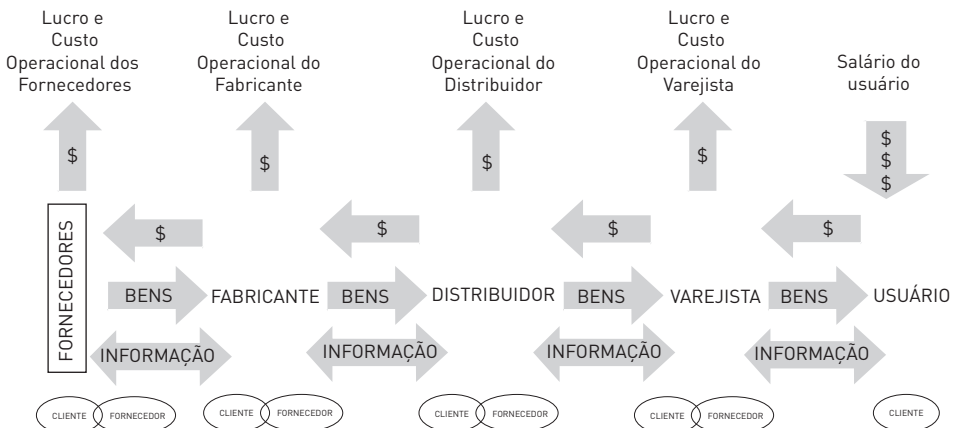 Lucro e
Custo
Operacional dos
Fornecedores
Lucro e
Custo
Operacional do
Fabricante
Lucro e
Custo
Operacional do
Distribuidor
Lucro e
Custo
Operacional do
Varejista
Salário do
usuário
$
$
$
$
$
$
$
$
$
$
$
FORNECEDORES
BENS
FABRICANTE
BENS
DISTRIBUIDOR
BENS
VAREJISTA
BENS
USUÁRIO
INFORMAÇÃO
INFORMAÇÃO
INFORMAÇÃO
INFORMAÇÃO
CLIENTE
FORNECEDOR
CLIENTE
FORNECEDOR
CLIENTE
FORNECEDOR
CLIENTE
FORNECEDOR
CLIENTE